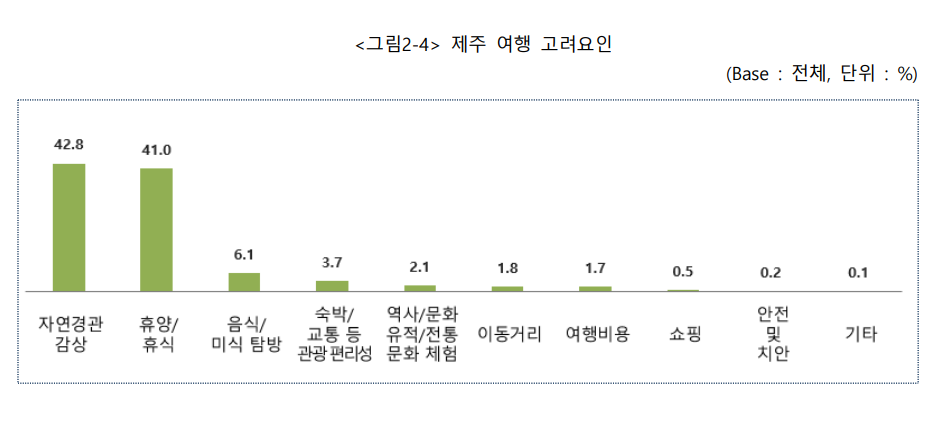 <그림2-4> 제주 여행 고려요인
(Base : 전체, 단위 : %)
42.8
41.0
6.1
3.7
2.1
1.8
1.7
0.5
0.2
0.1
자연경관
감상
휴양/
휴식
음식/
미식 탐방
숙박/
교통 등
관광 편리성
역사/문화
유적/전통
문화 체험
이동거리
여행비용
쇼핑
안전
및
치안
기타